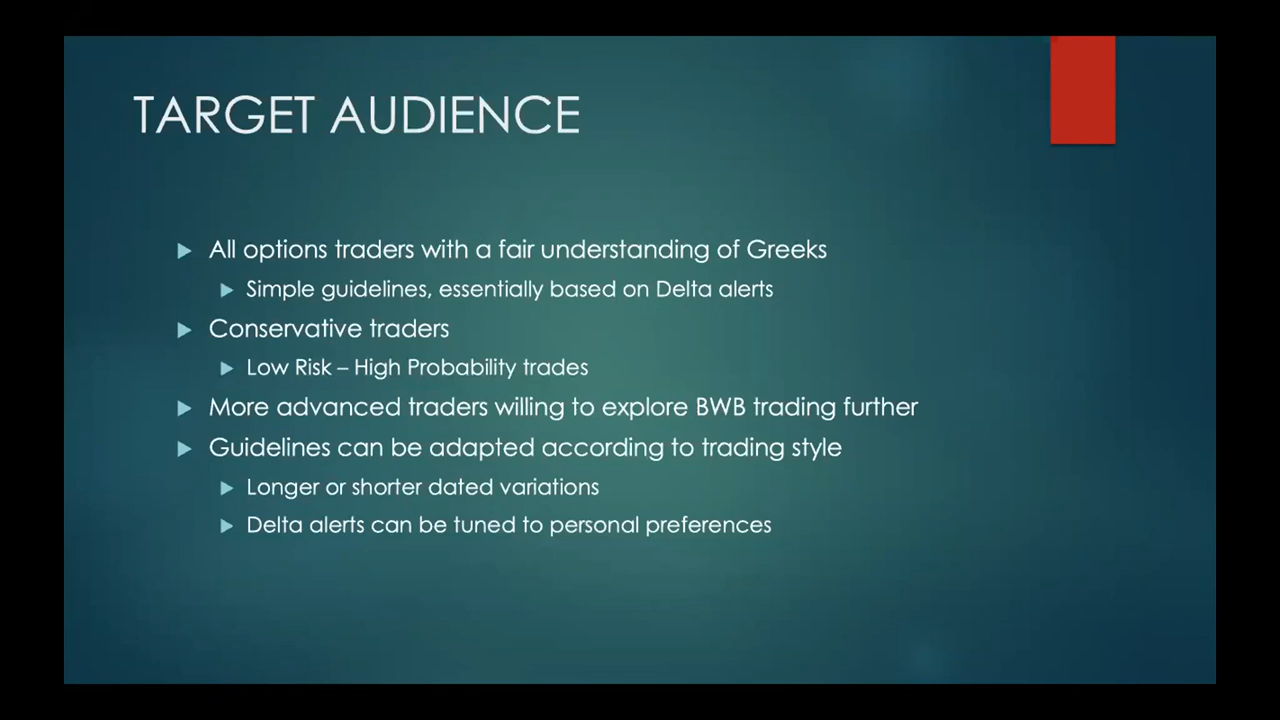 TARGET AUDIENCE
All options traders with a fair understanding of Greeks
Simple guidelines, essentially based on Delta alerts
Conservative traders
Low Risk – High Probability trades
More advanced traders willing to explore BWB trading further
Guidelines can be adapted according to trading style
Longer or shorter dated variations
Delta alerts can be tuned to personal preferences